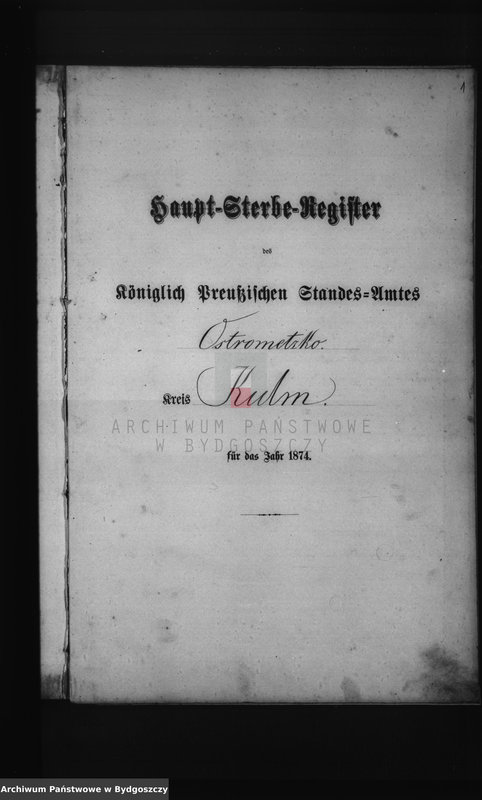 1
Haupt-Sterbe-Register
des
Königlich Preußischen Standes-Amtes
Ostrometzko.
Kreis Kulm.
ARCHIWUM PAŃSTWOWE
W BYDGOSZCZY
für das Jahr 1874.
Archiwum Państwowe w Bydgoszczy